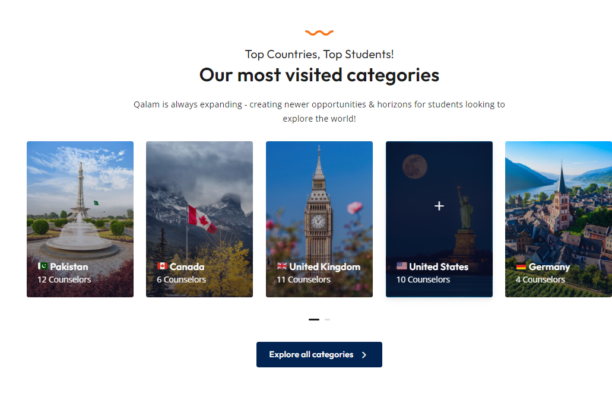 Top Countries, Top Students!
Our most visited categories
Qalam is always expanding - creating newer opportunities & horizons for students looking to
explore the world!
Pakistan
12 Counselors
Canada
6 Counselors
United Kingdom
11 Counselors
United States
10 Counselors
Germany
4 Counselors
Explore all categories